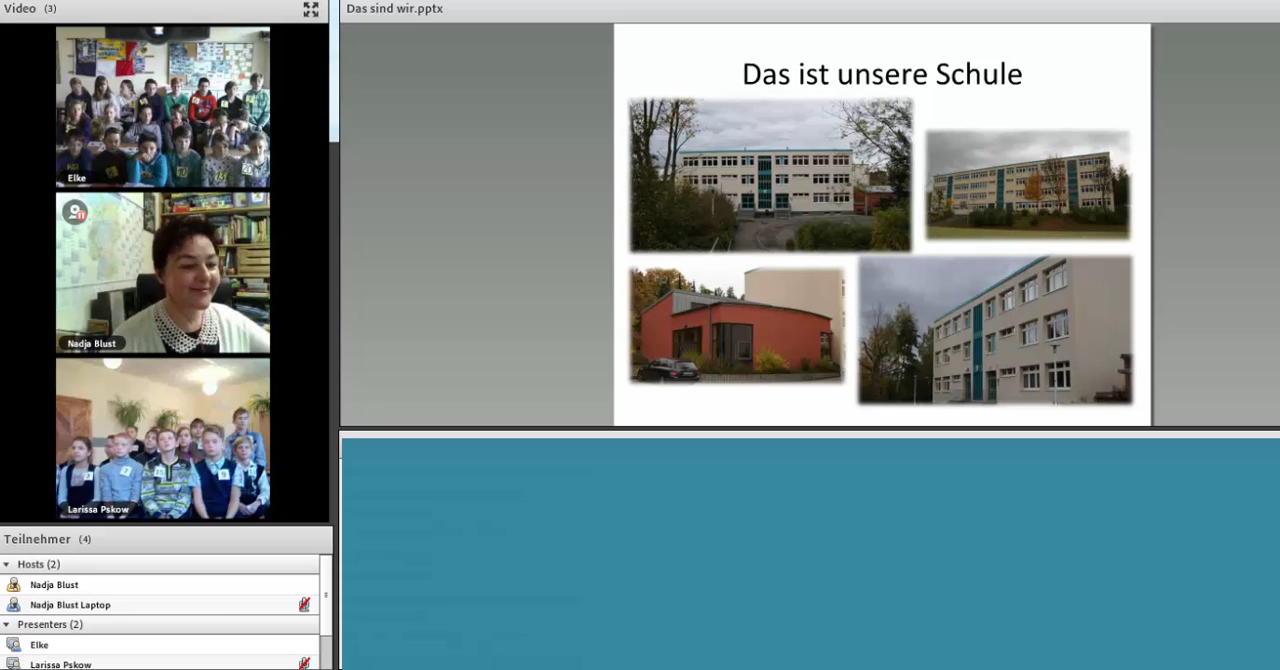 Video (3)
Das sind wir.pptx
Das ist unsere Schule
Elke
Nadja Blust
Larissa Pskow
Teilnehmer (4)
Hosts (2)
Nadja Blust
Nadja Blust Laptop
Presenters (2)
Elke
Larissa Pskow